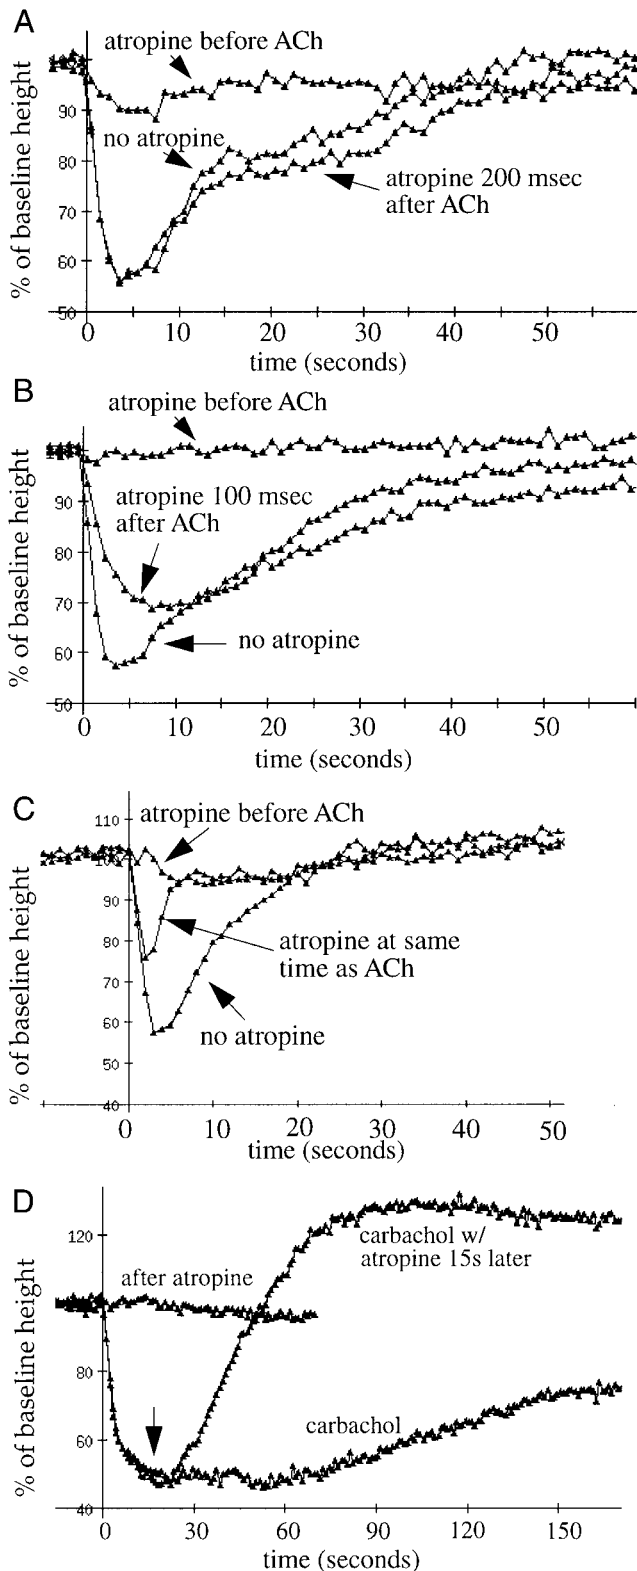 A
atropine before ACh
no atropine
atropine 200 msec
after ACh
% of baseline height
90
80
70
60
50
0 10 20 30 40 50
time (seconds)
B
atropine before ACh
atropine 100 msec
after ACh
no atropine
% of baseline height
90
80
70
60
50
0 10 20 30 40 50
time (seconds)
C
atropine before ACh
atropine at same
time as ACh
no atropine
% of baseline height
110
100
90
80
70
60
50
40
0 10 20 30 40 50
time (seconds)
D
carbachol w/
atropine 15s later
after atropine
carbachol
% of baseline height
120
100
80
60
40
0 30 60 90 120 150
time (seconds)